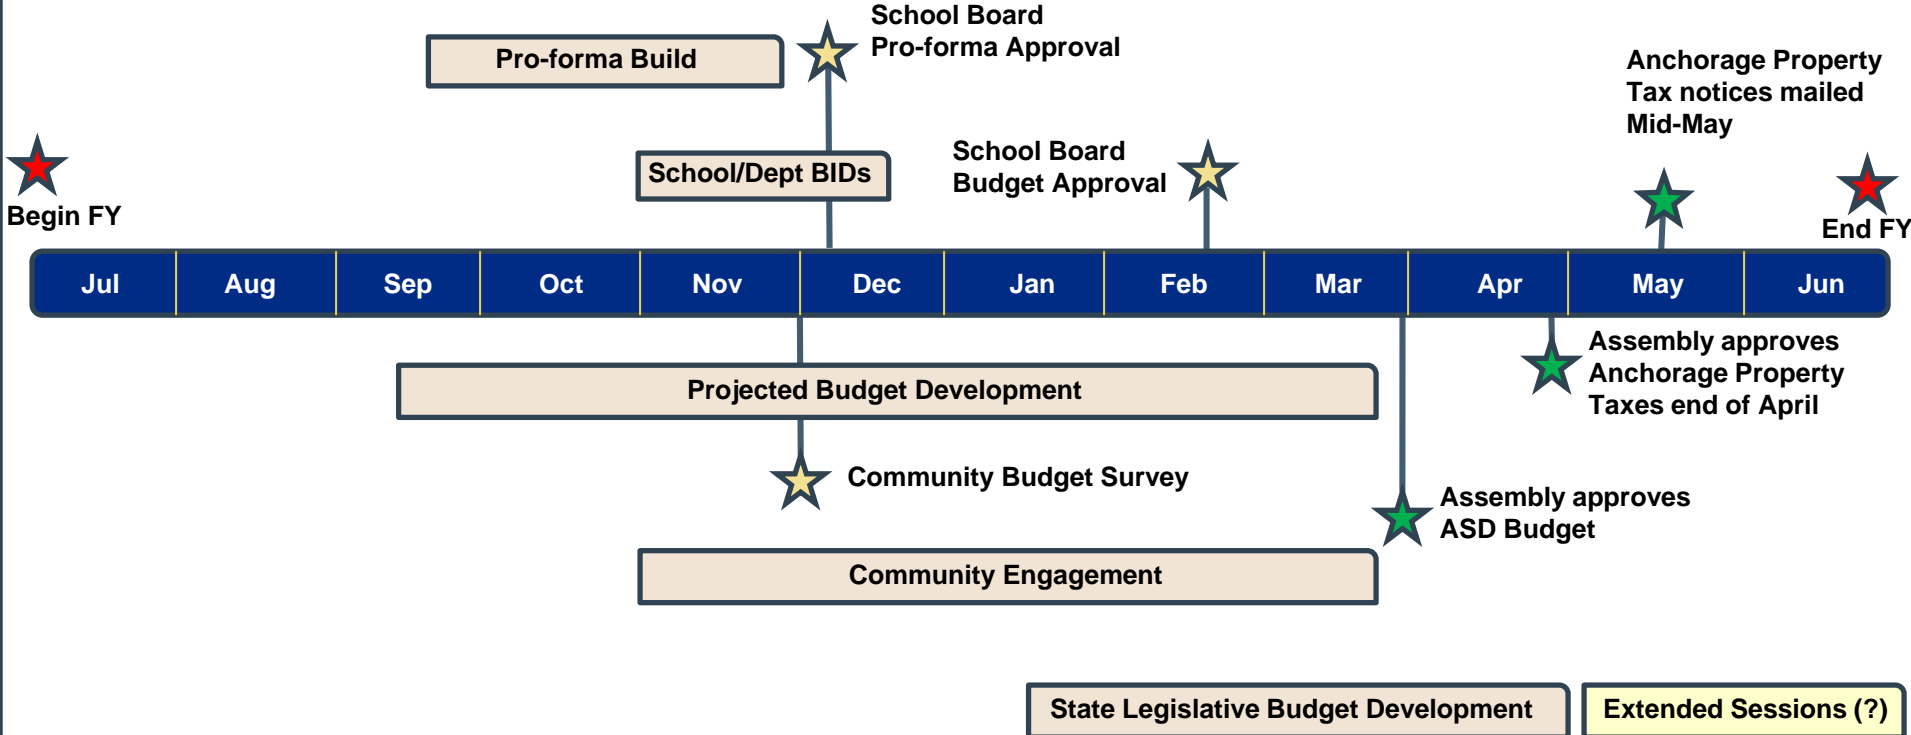 School Board
Pro-forma Approval
Pro-forma Build
Anchorage Property
Tax notices mailed
Mid-May
School Board
Budget Approval
School/Dept BIDs
Begin FY
End FY
Jul Aug Sep Oct Nov Dec Jan Feb Mar Apr May Jun
Assembly approves
Anchorage Property
Taxes end of April
Projected Budget Development
Community Budget Survey
Assembly approves
ASD Budget
Community Engagement
State Legislative Budget Development
Extended Sessions (?)